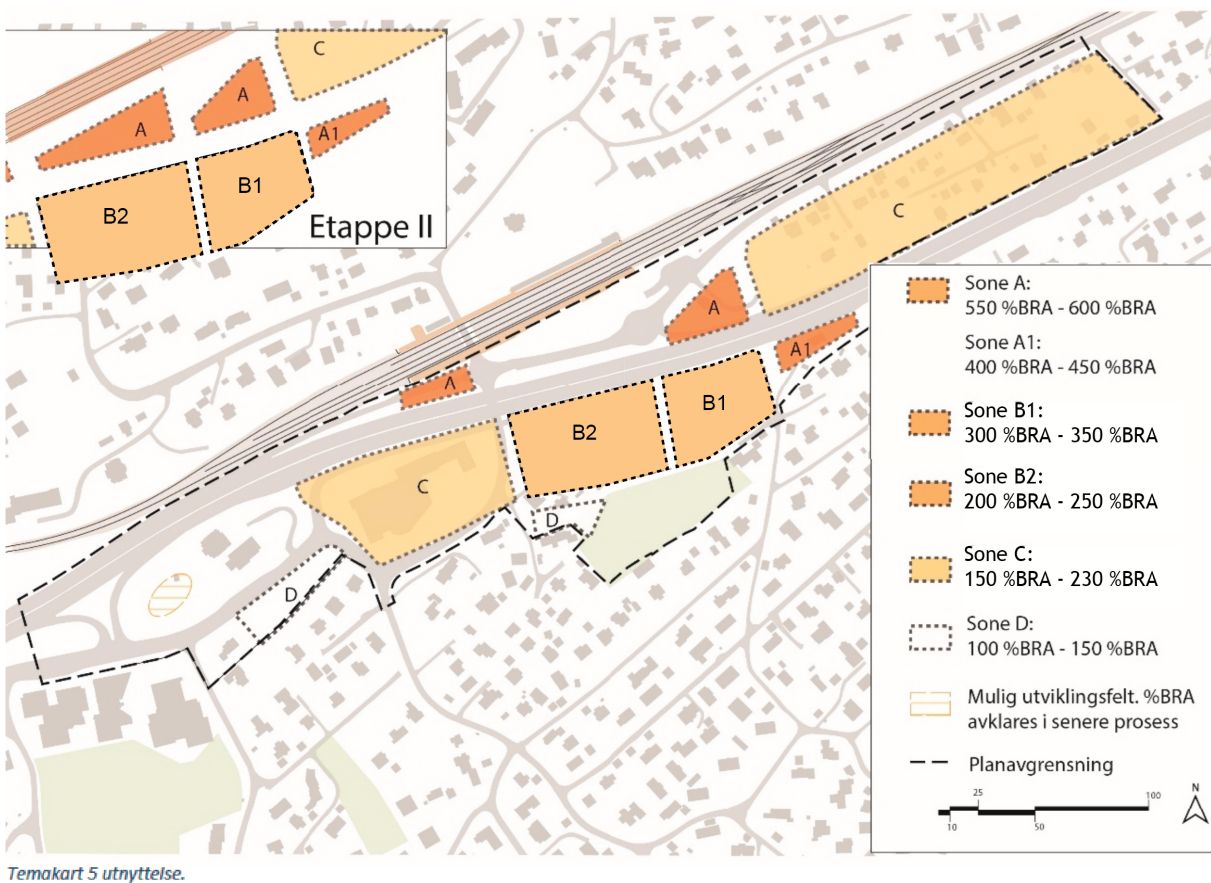 C
A
A
A1
B1
B2
Etappe II
C
A
A1
A
B1
B2
C
D
D
Sone A:
550 %BRA - 600 %BRA
Sone A1:
400 %BRA - 450 %BRA
Sone B1:
300 %BRA - 350 %BRA
Sone B2:
200 %BRA - 250 %BRA
Sone C:
150 %BRA - 230 %BRA
Sone D:
100 %BRA - 150 %BRA
Mulig utviklingsfelt. %BRA
avklares i senere prosess
Planavgrensning
25
100
10
50
N
Temakart 5 utnyttelse.